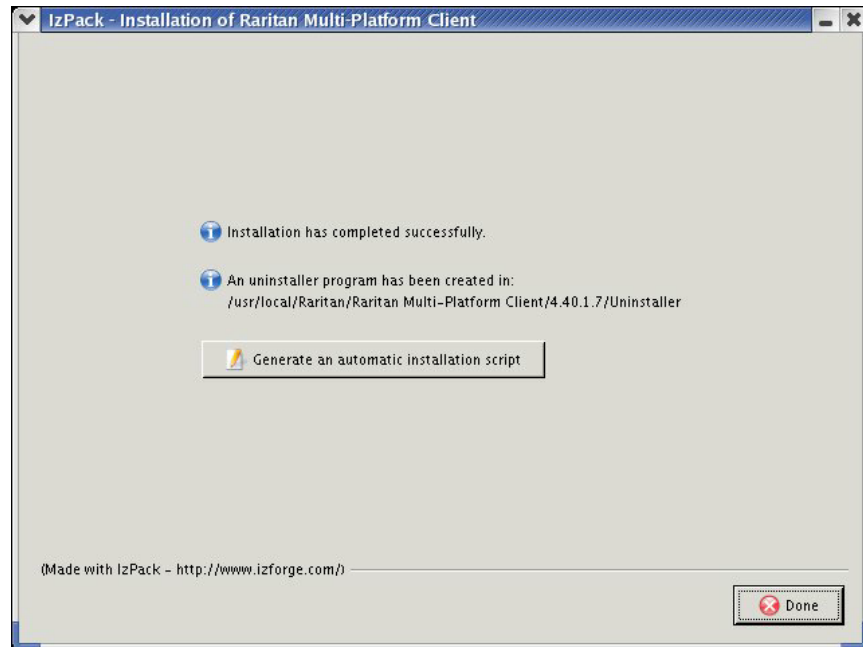 IzPack - Installation of Raritan Multi-Platform Client
Installation has completed successfully.
An uninstaller program has been created in:
/usr/local/Raritan/Raritan Multi-Platform Client/4.40.1.7/Uninstaller
Generate an automatic installation script
(Made with IzPack - http://www.izforge.com/)
Done